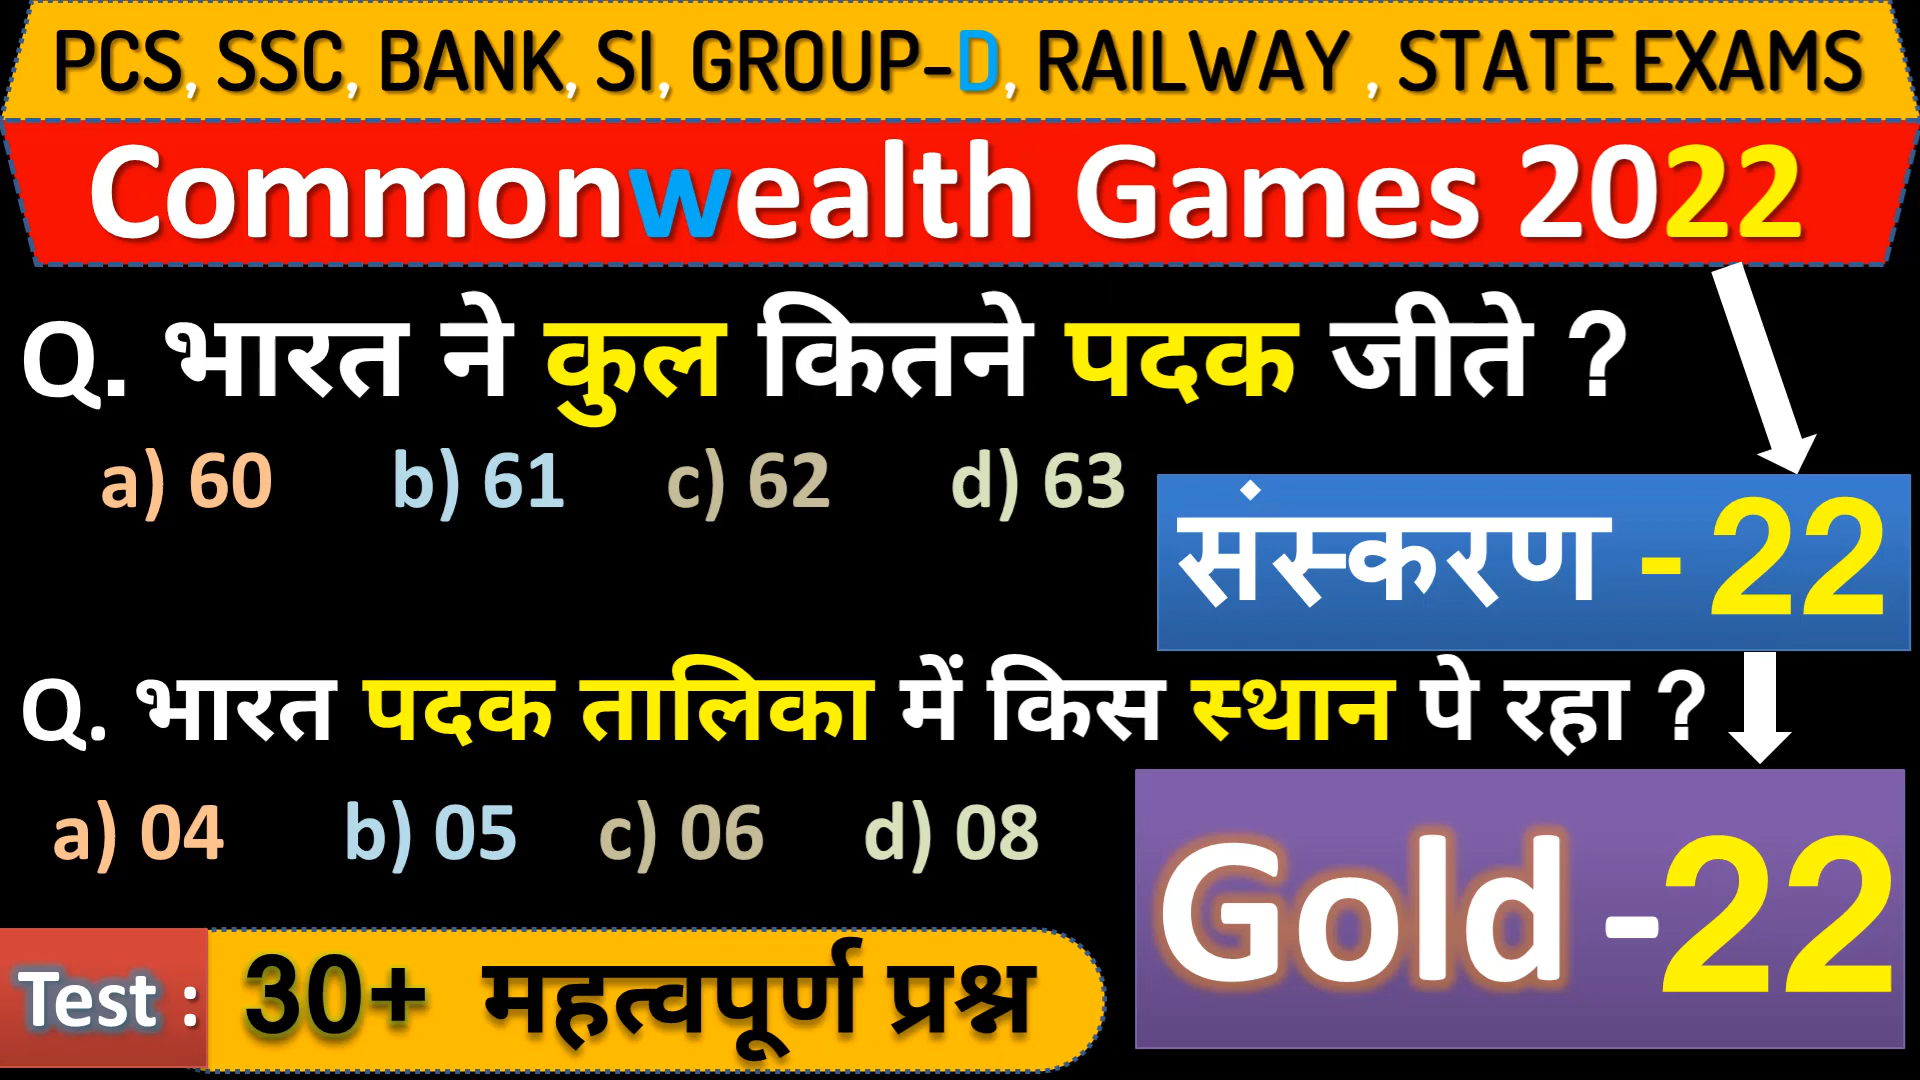 PCS, SSC, BANK, SI, GROUP-D, RAILWAY , STATE EXAMS
Commonwealth Games 2022
Q. भारत ने कुल कितने पदक जीते ?
a) 60 b) 61 c) 62 d) 63
संस्करण - 22
Q. भारत पदक तालिका में किस स्थान पे रहा ?
a) 04 b) 05 c) 06 d) 08
Gold -22
Test : 30+ महत्वपूर्ण प्रश्न